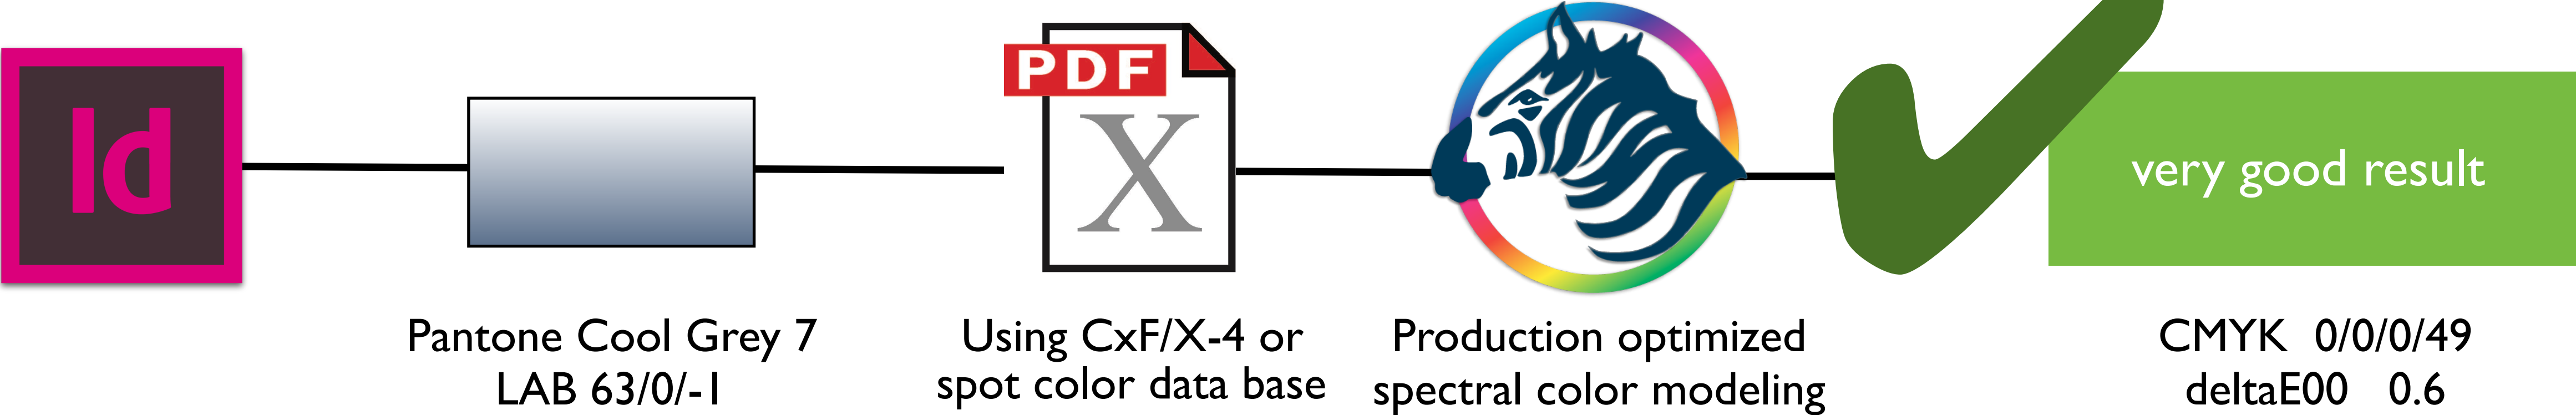 Id
PDF
X
very good result
Pantone Cool Grey 7
LAB 63/0/-1
Using CxF/X-4 or
spot color data base
Production optimized
spectral color modeling
CMYK 0/0/0/49
deltaE00 0.6